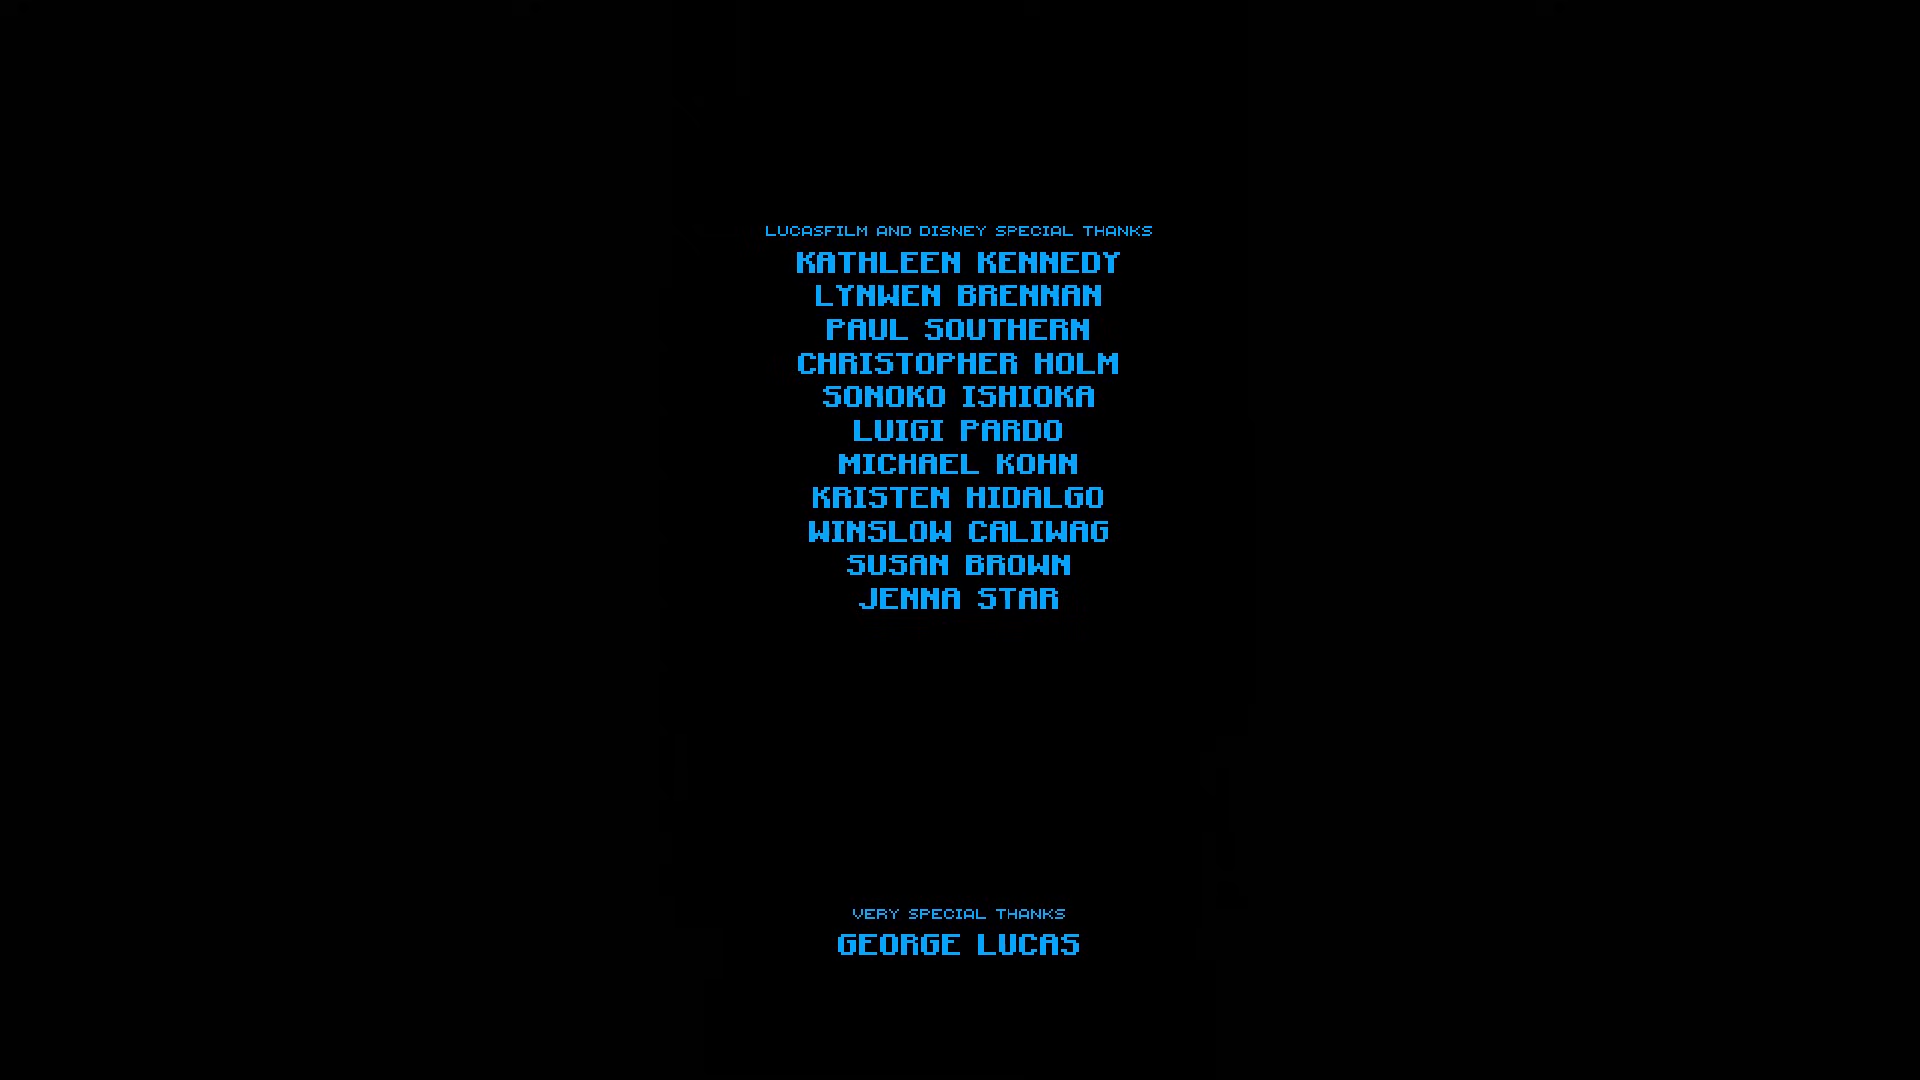 LUCASFILM AND DISNEY SPECIAL THANKS
KATHLEEN KENNEDY
LYNWEN BRENNAN
PAUL SOUTHERN
CHRISTOPHER HOLM
SONOKO ISHIOKA
LUIGI PARDO
MICHAEL KOHN
KRISTEN HIDALGO
WINSLOW CALIWAG
SUSAN BROWN
JENNA STAR
VERY SPECIAL THANKS
GEORGE LUCAS